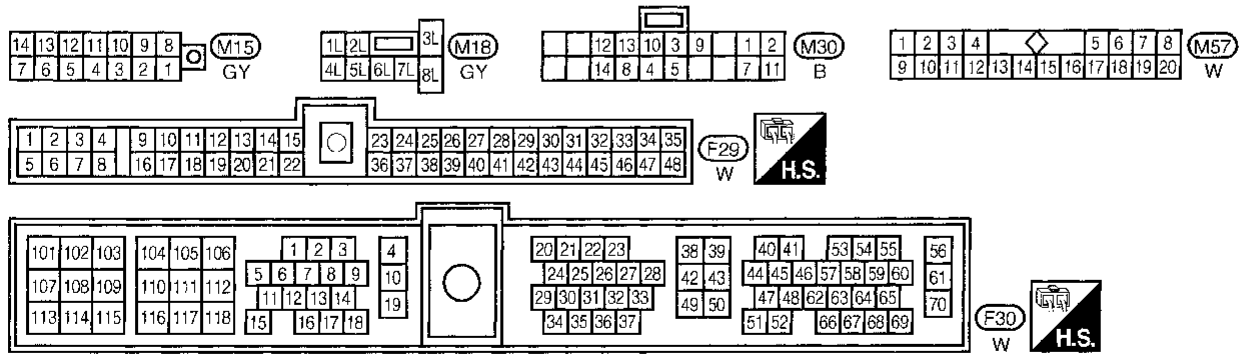 14 13 12 11 10 9 8
7 6 5 4 3 2 1
M15
GY
1L 2L 3L
4L 5L 6L 7L 8L
M18
GY
12 13 10 3 9 1 2
14 8 4 5 7 11
M30
B
1 2 3 4 5 6 7 8
9 10 11 12 13 14 15 16 17 18 19 20
M57
W
1 2 3 4 9 10 11 12 13 14 15 23 24 25 26 27 28 29 30 31 32 33 34 35
5 6 7 8 16 17 18 19 20 21 22 36 37 38 39 40 41 42 43 44 45 46 47 48
F29
W
H.S.
101 102 103 104 105 106 1 2 3 4 20 21 22 23 38 39 40 41 53 54 55 56
107 108 109 110 111 112 5 6 7 8 9 10 24 25 26 27 28 42 43 44 45 46 57 58 59 60 61
113 114 115 116 117 118 11 12 13 14 19 29 30 31 32 33 49 50 47 48 62 63 64 65 70
15 16 17 18 34 35 36 37 51 52 66 67 68 69
F30
W
H.S.